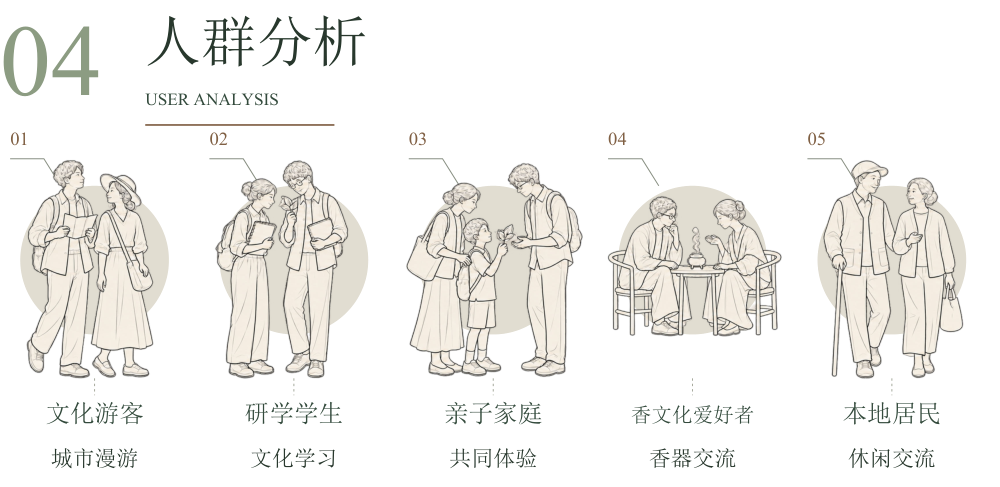 04
人群分析
USER ANALYSIS
01
02
03
04
05
文化游客
研学学生
亲子家庭
香文化爱好者
本地居民
城市漫游
文化学习
共同体验
香器交流
休闲交流